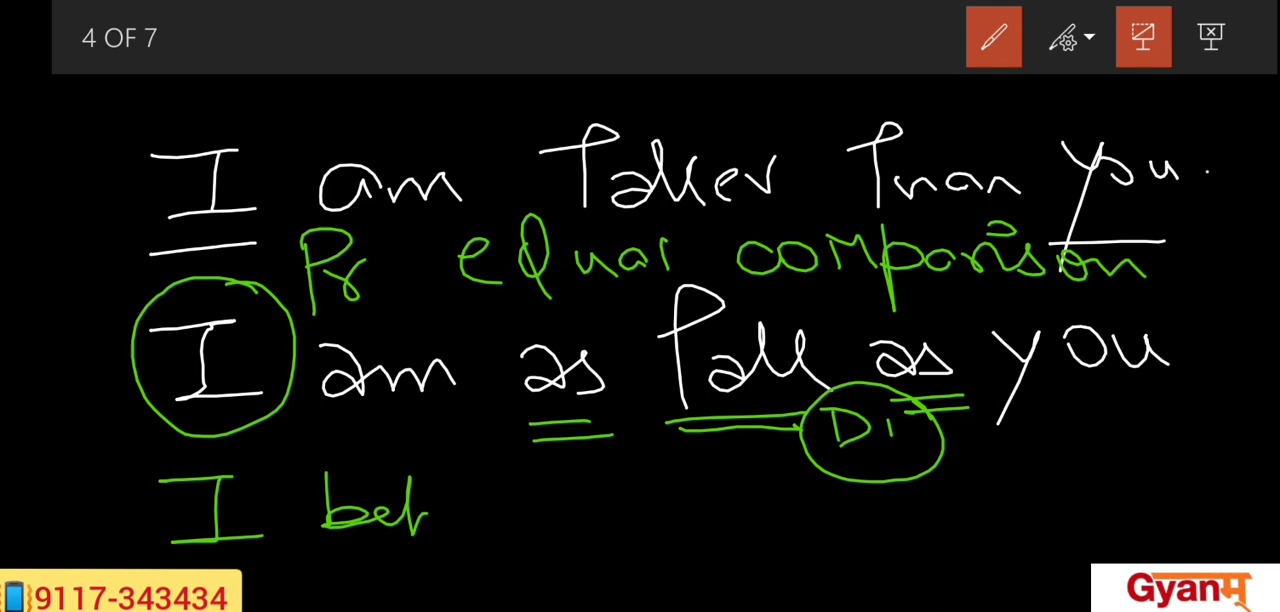 4 OF 7
I am Taller Than you.
Pr equal comparison
I am as Tall as you
D1
I bet
9117-343434
Gyanम्